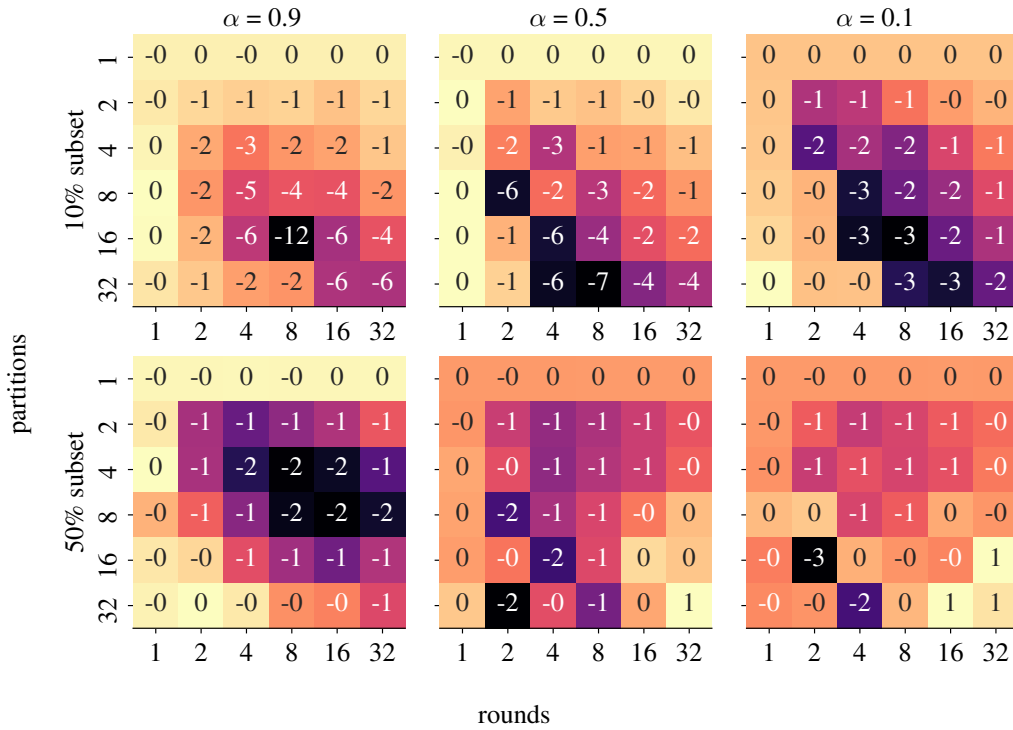 α = 0.9 α = 0.5 α = 0.1
partitions
10% subset
1 -0 0 -0 0 0 0 -0 0 0 0 0 0 0 0 0 0 0 0
2 -0 -1 -1 -1 -1 -1 0 -1 -1 -1 -0 -0 0 -1 -1 -1 -0 -0
4 0 -2 -3 -2 -2 -1 -0 -2 -3 -1 -1 -1 0 -2 -2 -2 -1 -1
8 0 -2 -5 -4 -4 -2 0 -6 -2 -3 -2 -1 0 -0 -3 -2 -2 -1
16 0 -2 -6 -12 -6 -4 0 -1 -6 -4 -2 -2 0 -0 -3 -3 -2 -1
32 -0 -1 -2 -2 -6 -6 0 -1 -6 -7 -4 -4 0 -0 -0 -3 -3 -2
1 2 4 8 16 32 1 2 4 8 16 32 1 2 4 8 16 32
50% subset
1 -0 -0 0 -0 0 0 0 -0 0 0 0 0 0 -0 0 0 0 0
2 -0 -1 -1 -1 -1 -1 -0 -1 -1 -1 -1 -0 -0 -1 -1 -1 -1 -0
4 0 -1 -2 -2 -2 -1 0 -0 -1 -1 -1 -0 -0 -1 -1 -1 -1 -0
8 -0 -1 -1 -2 -2 -2 0 -2 -1 -1 -0 0 0 0 -1 -1 0 -0
16 -0 -0 -1 -1 -1 -1 0 -0 -2 -1 0 0 -0 -3 0 -0 -0 1
32 -0 0 -0 -0 -0 -1 0 -2 -0 -1 0 1 -0 -0 -2 0 1 1
1 2 4 8 16 32 1 2 4 8 16 32 1 2 4 8 16 32
rounds